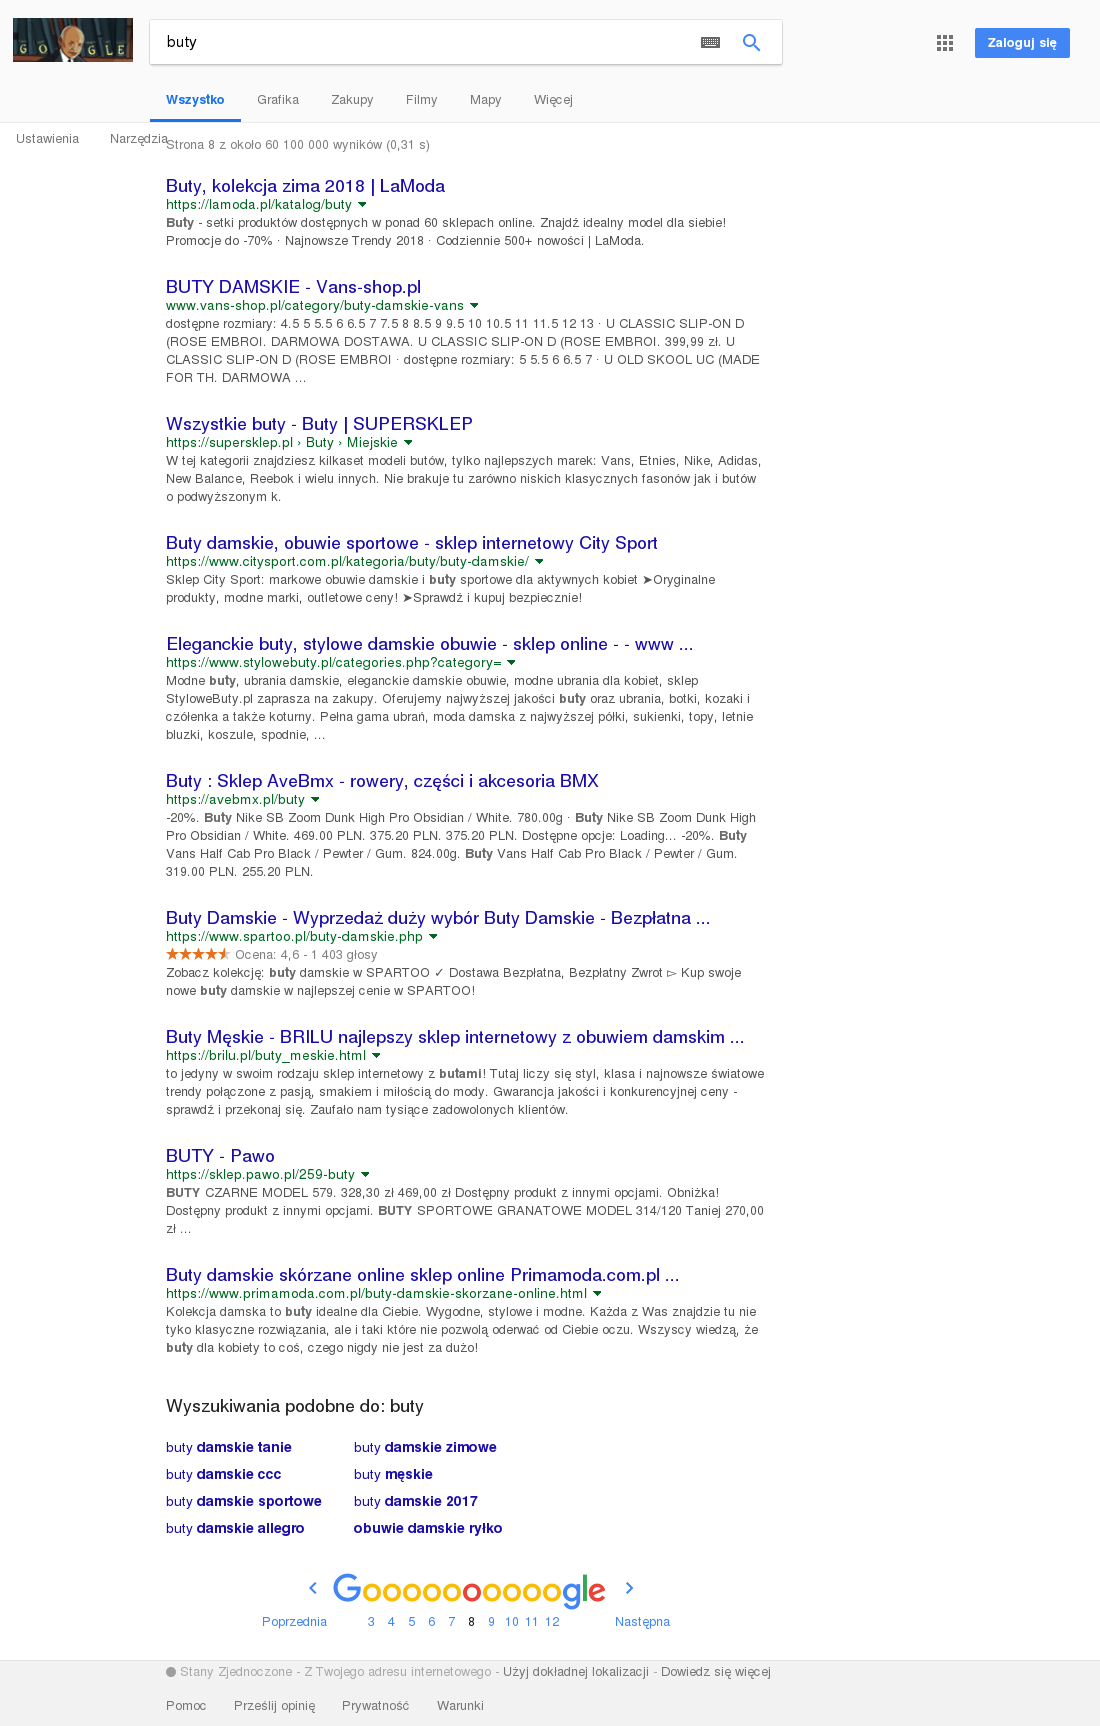 GOOGLE
buty
Zaloguj się
Wszystko Grafika Zakupy Filmy Mapy Więcej
Ustawienia Narzędzia
Strona 8 z około 60 100 000 wyników (0,31 s)
Buty, kolekcja zima 2018 | LaModa
https://lamoda.pl/katalog/buty
Buty - setki produktów dostępnych w ponad 60 sklepach online. Znajdź idealny model dla siebie!
Promocje do -70% · Najnowsze Trendy 2018 · Codziennie 500+ nowości | LaModa.
BUTY DAMSKIE - Vans-shop.pl
www.vans-shop.pl/category/buty-damskie-vans
dostępne rozmiary: 4.5 5 5.5 6 6.5 7 7.5 8 8.5 9 9.5 10 10.5 11 11.5 12 13 · U CLASSIC SLIP-ON D
(ROSE EMBROI. DARMOWA DOSTAWA. U CLASSIC SLIP-ON D (ROSE EMBROI. 399,99 zł. U
CLASSIC SLIP-ON D (ROSE EMBROI · dostępne rozmiary: 5 5.5 6 6.5 7 · U OLD SKOOL UC (MADE
FOR TH. DARMOWA ...
Wszystkie buty - Buty | SUPERSKLEP
https://supersklep.pl › Buty › Miejskie
W tej kategorii znajdziesz kilkaset modeli butów, tylko najlepszych marek: Vans, Etnies, Nike, Adidas,
New Balance, Reebok i wielu innych. Nie brakuje tu zarówno niskich klasycznych fasonów jak i butów
o podwyższonym k.
Buty damskie, obuwie sportowe - sklep internetowy City Sport
https://www.citysport.com.pl/kategoria/buty/buty-damskie/
Sklep City Sport: markowe obuwie damskie i buty sportowe dla aktywnych kobiet ➤Oryginalne
produkty, modne marki, outletowe ceny! ➤Sprawdź i kupuj bezpiecznie!
Eleganckie buty, stylowe damskie obuwie - sklep online - - www ...
https://www.stylowebuty.pl/categories.php?category=
Modne buty, ubrania damskie, eleganckie damskie obuwie, modne ubrania dla kobiet, sklep
StyloweButy.pl zaprasza na zakupy. Oferujemy najwyższej jakości buty oraz ubrania, botki, kozaki i
czółenka a także koturny. Pełna gama ubrań, moda damska z najwyższej półki, sukienki, topy, letnie
bluzki, koszule, spodnie, ...
Buty : Sklep AveBmx - rowery, części i akcesoria BMX
https://avebmx.pl/buty
-20%. Buty Nike SB Zoom Dunk High Pro Obsidian / White. 780.00g · Buty Nike SB Zoom Dunk High
Pro Obsidian / White. 469.00 PLN. 375.20 PLN. 375.20 PLN. Dostępne opcje: Loading... -20%. Buty
Vans Half Cab Pro Black / Pewter / Gum. 824.00g. Buty Vans Half Cab Pro Black / Pewter / Gum.
319.00 PLN. 255.20 PLN.
Buty Damskie - Wyprzedaż duży wybór Buty Damskie - Bezpłatna ...
https://www.spartoo.pl/buty-damskie.php
Ocena: 4,6 - 1 403 głosy
Zobacz kolekcję: buty damskie w SPARTOO ✓ Dostawa Bezpłatna, Bezpłatny Zwrot ▻ Kup swoje
nowe buty damskie w najlepszej cenie w SPARTOO!
Buty Męskie - BRILU najlepszy sklep internetowy z obuwiem damskim ...
https://brilu.pl/buty_meskie.html
to jedyny w swoim rodzaju sklep internetowy z butami! Tutaj liczy się styl, klasa i najnowsze światowe
trendy połączone z pasją, smakiem i miłością do mody. Gwarancja jakości i konkurencyjnej ceny -
sprawdź i przekonaj się. Zaufało nam tysiące zadowolonych klientów.
BUTY - Pawo
https://sklep.pawo.pl/259-buty
BUTY CZARNE MODEL 579. 328,30 zł 469,00 zł Dostępny produkt z innymi opcjami. Obniżka!
Dostępny produkt z innymi opcjami. BUTY SPORTOWE GRANATOWE MODEL 314/120 Taniej 270,00
zł ...
Buty damskie skórzane online sklep online Primamoda.com.pl ...
https://www.primamoda.com.pl/buty-damskie-skorzane-online.html
Kolekcja damska to buty idealne dla Ciebie. Wygodne, stylowe i modne. Każda z Was znajdzie tu nie
tyko klasyczne rozwiązania, ale i taki które nie pozwolą oderwać od Ciebie oczu. Wszyscy wiedzą, że
buty dla kobiety to coś, czego nigdy nie jest za dużo!
Wyszukiwania podobne do: buty
buty damskie tanie buty damskie zimowe
buty damskie ccc buty męskie
buty damskie sportowe buty damskie 2017
buty damskie allegro obuwie damskie ryłko
Goooooooooogle
Poprzednia 3 4 5 6 7 8 9 10 11 12 Następna
Stany Zjednoczone - Z Twojego adresu internetowego - Użyj dokładnej lokalizacji - Dowiedz się więcej
Pomoc Prześlij opinię Prywatność Warunki